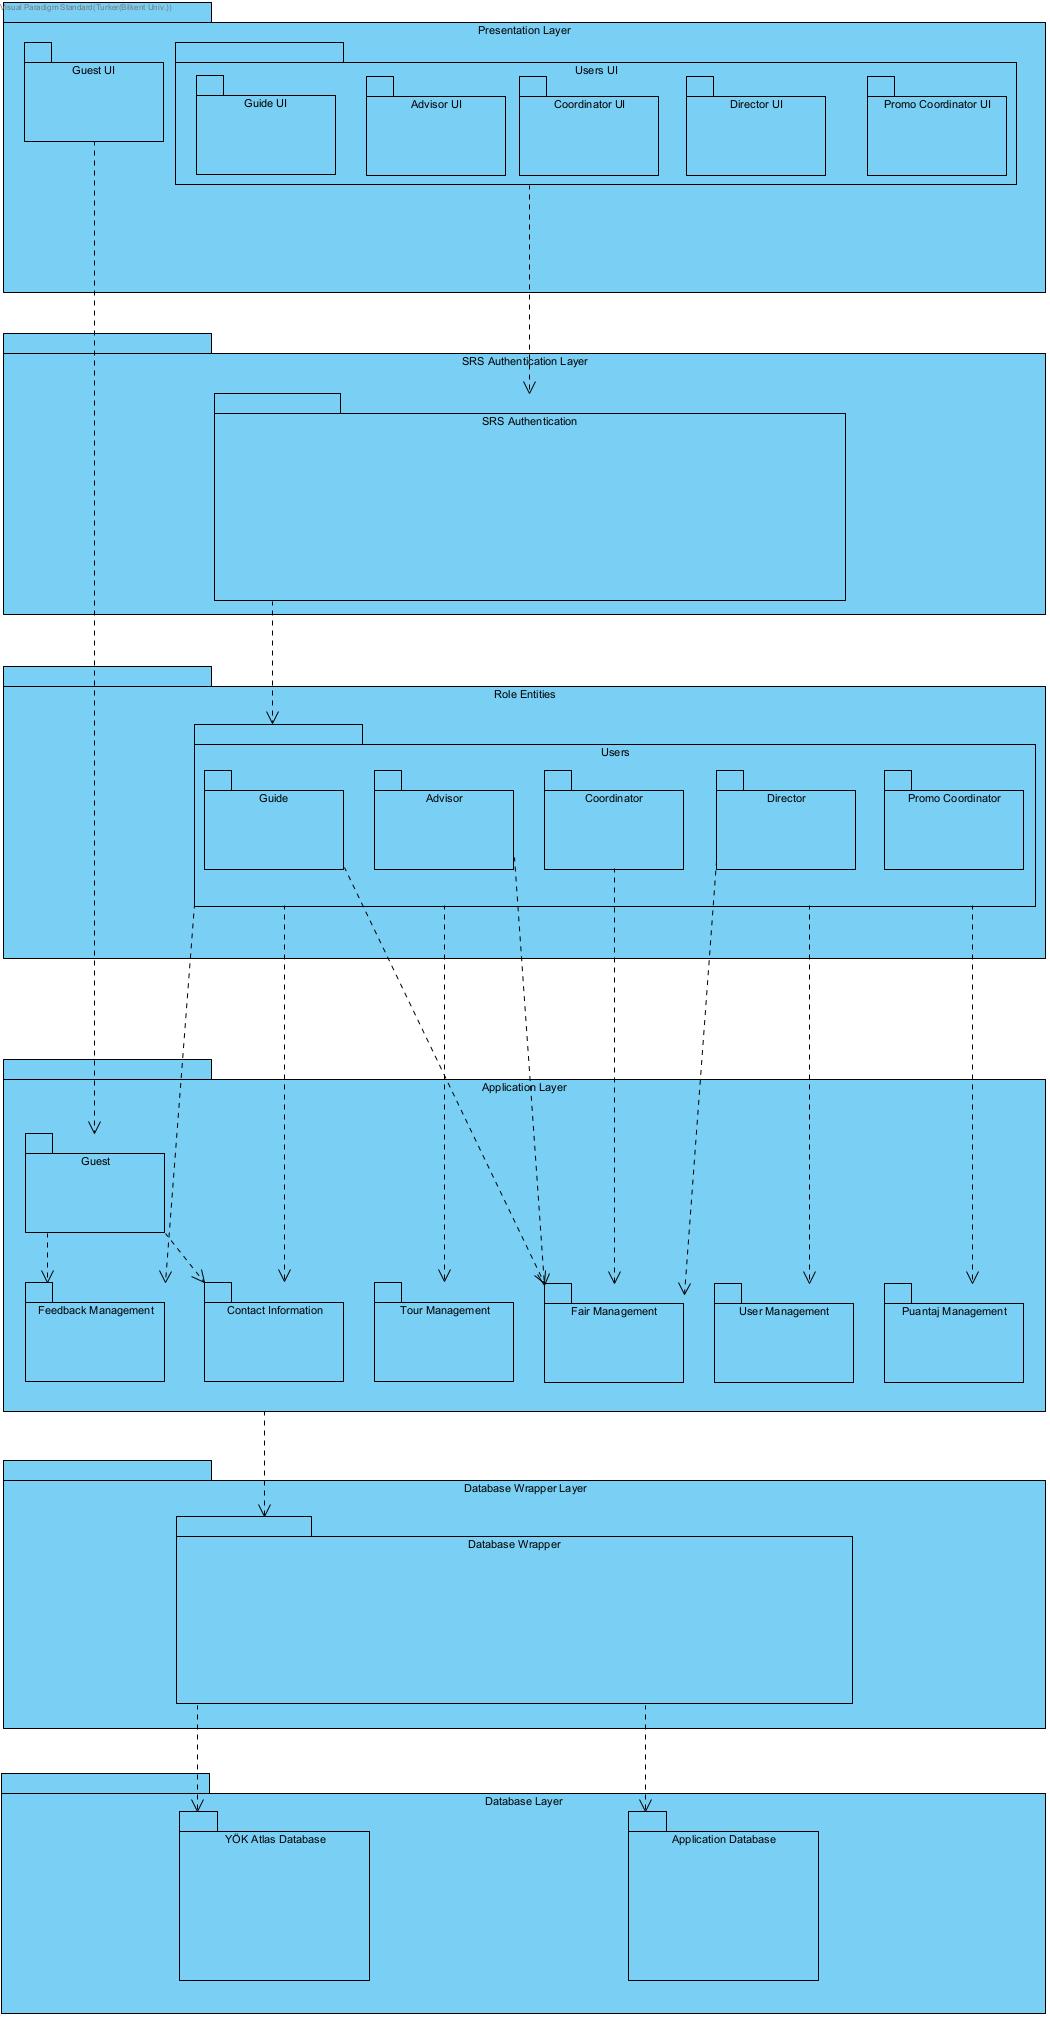 Visual Paradigm Standard(Turker(Bilkent Univ.))
Presentation Layer
Guest UI
Users UI
Guide UI
Advisor UI
Coordinator UI
Director UI
Promo Coordinator UI
SRS Authentication Layer
SRS Authentication
Role Entities
Users
Guide
Advisor
Coordinator
Director
Promo Coordinator
Application Layer
Guest
Feedback Management
Contact Information
Tour Management
Fair Management
User Management
Puantaj Management
Database Wrapper Layer
Database Wrapper
Database Layer
YÖK Atlas Database
Application Database